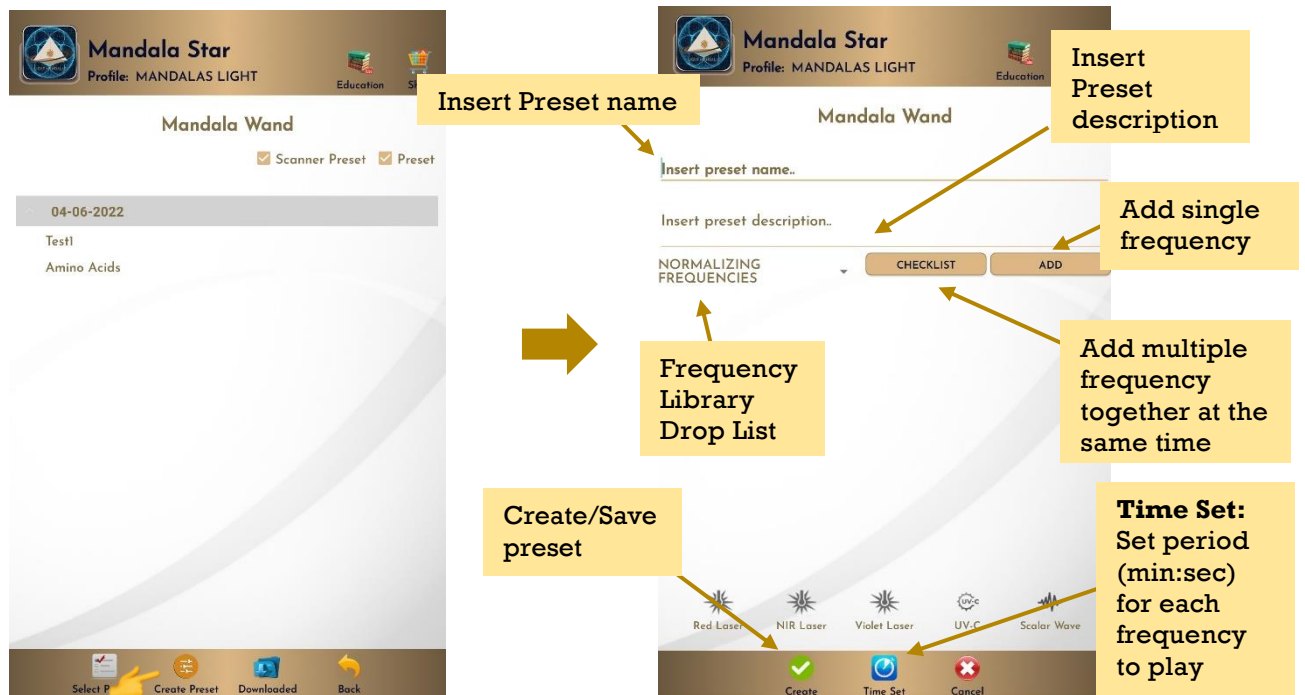 Mandala Star
Profile: MANDALAS LIGHT
Education
Mandala Wand
Scanner Preset
Preset
04-06-2022
Test1
Amino Acids
Select
Create Preset
Downloaded
Back
Mandala Star
Profile: MANDALAS LIGHT
Education
Insert Preset name
Insert
Preset
description
Mandala Wand
Insert preset name..
Insert preset description..
Add single
frequency
NORMALIZING
FREQUENCIES
CHECKLIST
ADD
Frequency
Library
Drop List
Add multiple
frequency
together at the
same time
Create/Save
preset
Time Set:
Set period
(min:sec)
for each
frequency
to play
Red Laser
NIR Laser
Violet Laser
UV-C
UV-C
Scalar Wave
Create
Time Set
Cancel